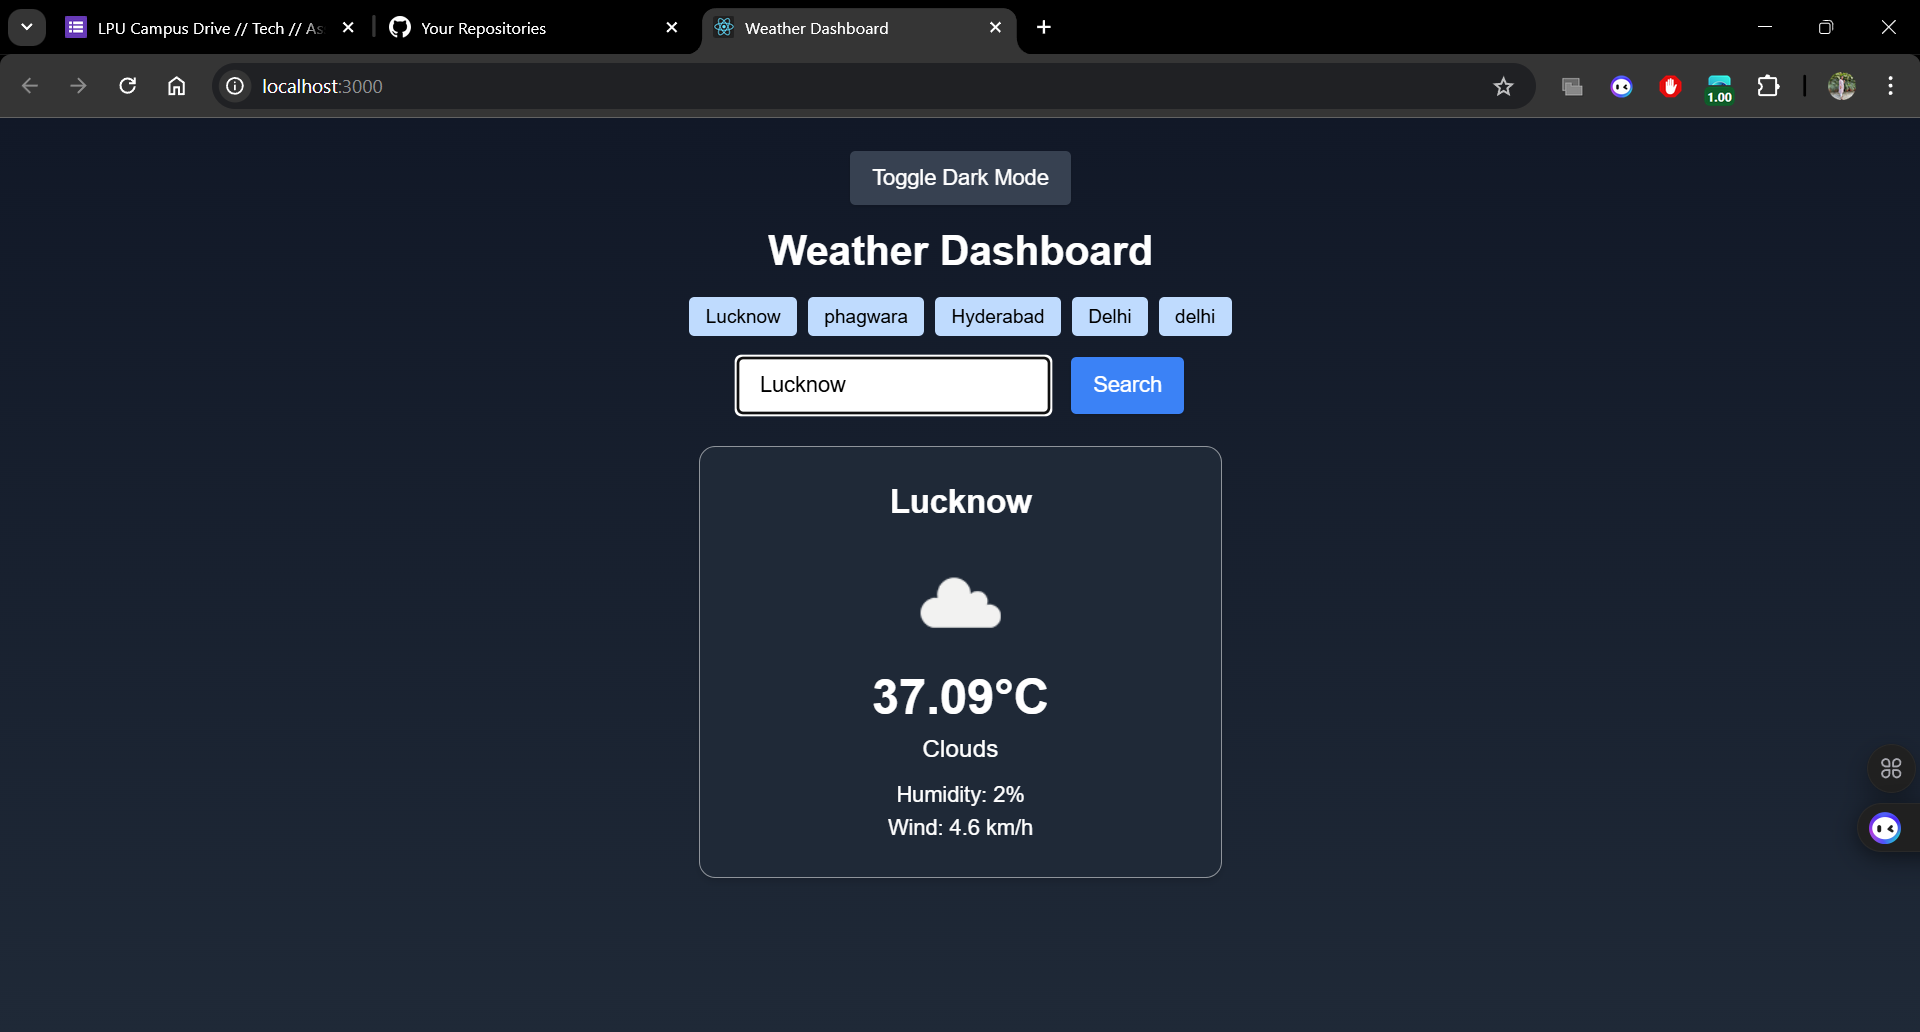 LPU Campus Drive // Tech // As
Your Repositories
Weather Dashboard
localhost:3000
1.00
Toggle Dark Mode
Weather Dashboard
Lucknow phagwara Hyderabad Delhi delhi
Lucknow Search
Lucknow
37.09°C
Clouds
Humidity: 2%
Wind: 4.6 km/h